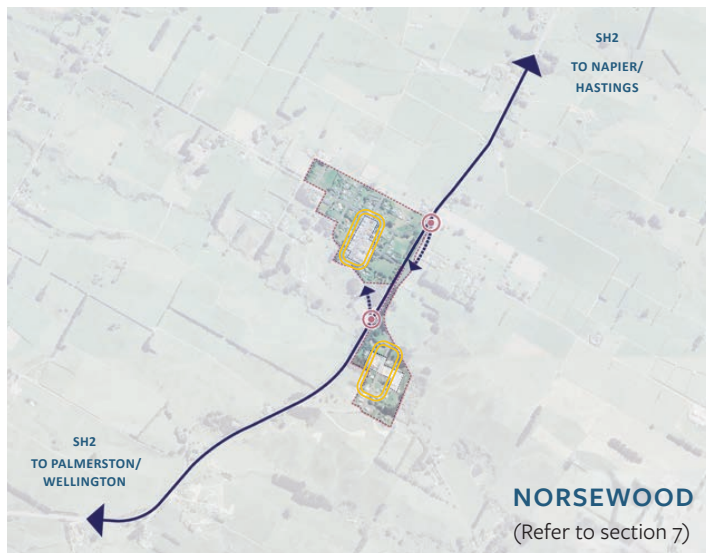 SH2
TO NAPIER/
HASTINGS
SH2
TO PALMERSTON/
WELLINGTON
NORSEWOOD
(Refer to section 7)